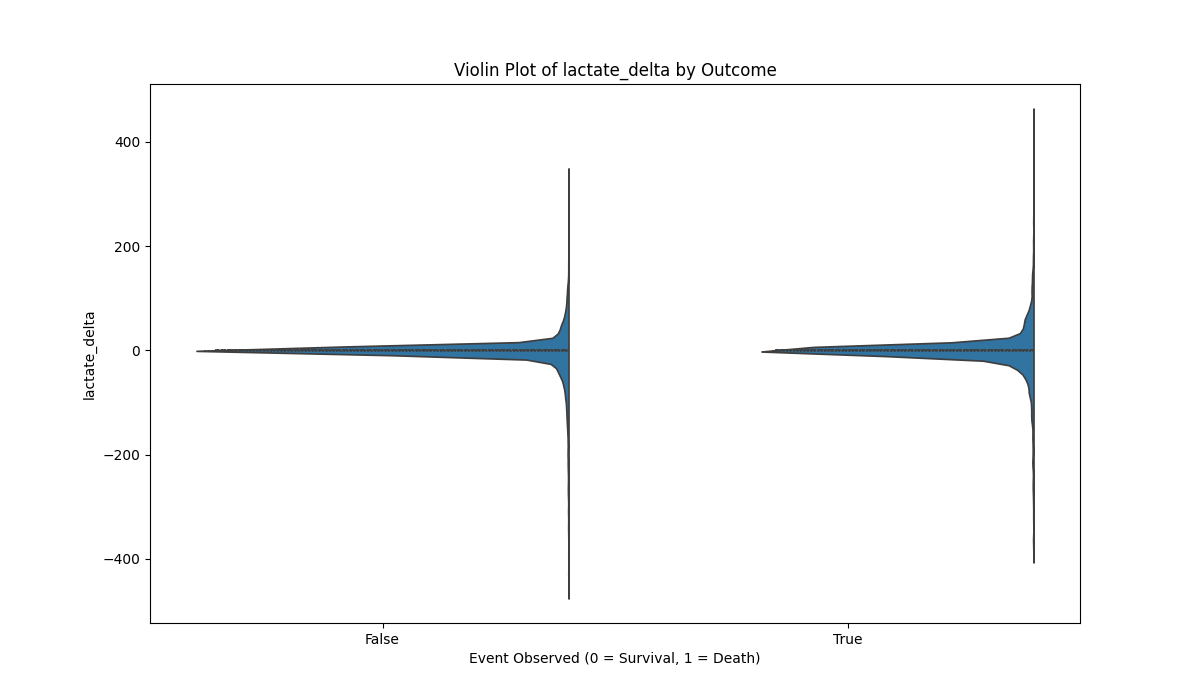 Violin Plot of lactate_delta by Outcome
400
200
0
−200
−400
lactate_delta
False
True
Event Observed (0 = Survival, 1 = Death)